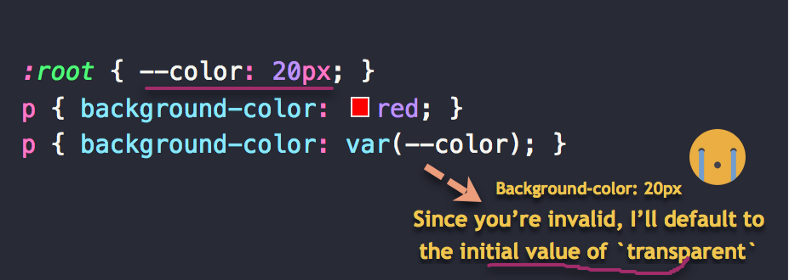 :root { --color: 20px; }
p { background-color: red; }
p { background-color: var(--color); }
Background-color: 20px
Since you're invalid, I'll default to
the initial value of `transparent`